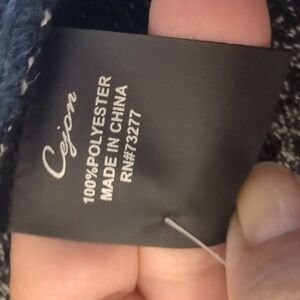 Cejon
100%POLYESTER
MADE IN CHINA
RN#73277